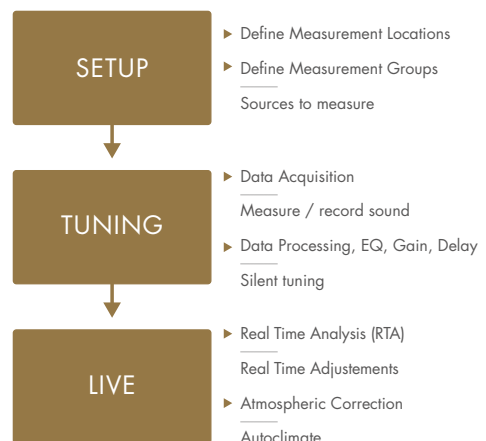 SETUP
Define Measurement Locations
Define Measurement Groups
Sources to measure
TUNING
Data Acquisition
Measure / record sound
Data Processing, EQ, Gain, Delay
Silent tuning
LIVE
Real Time Analysis (RTA)
Real Time Adjustements
Atmospheric Correction
Autoclimate